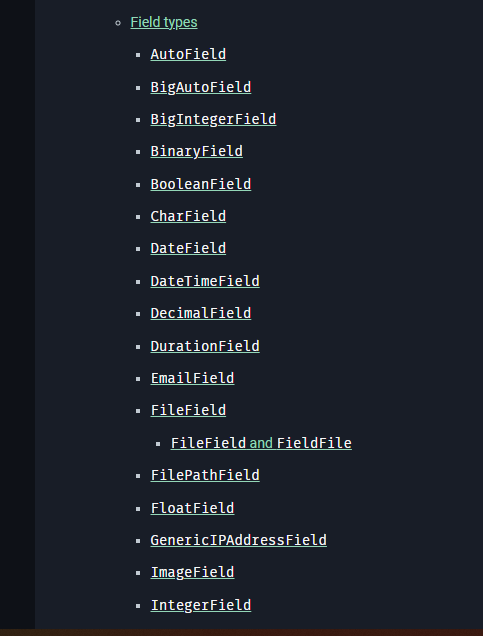 Field types
AutoField
BigAutoField
BigIntegerField
BinaryField
BooleanField
CharField
DateField
DateTimeField
DecimalField
DurationField
EmailField
FileField
FileField and FieldFile
FilePathField
FloatField
GenericIPAddressField
ImageField
IntegerField